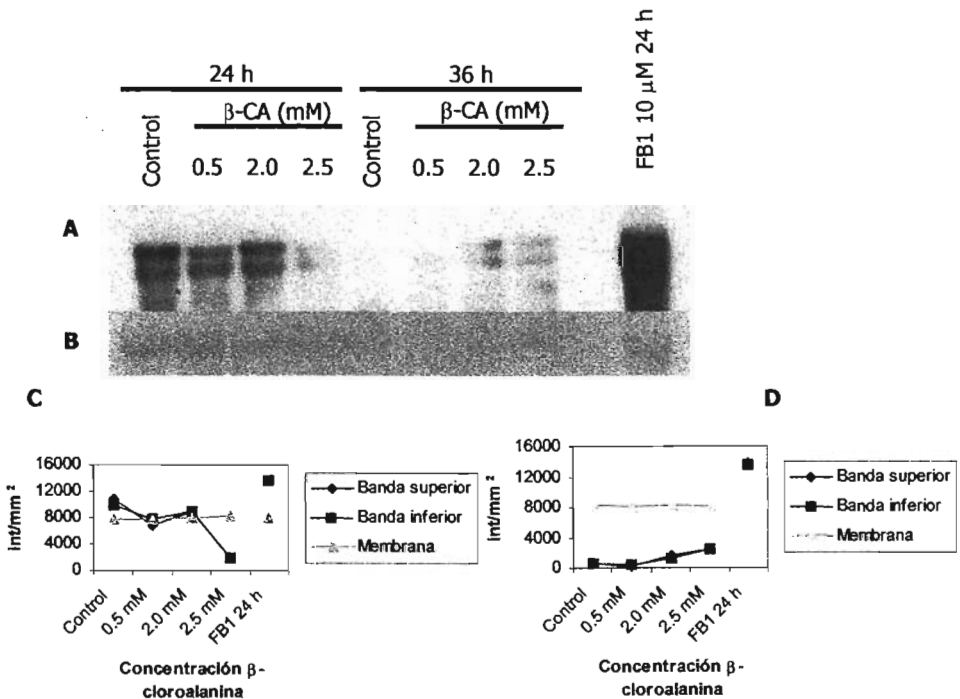 24 h
36 h
FB1 10 µM 24 h
Control
β-CA (mM)
Control
β-CA (mM)
0.5 2.0 2.5
0.5 2.0 2.5
A
B
C
D
16000
12000
8000
4000
0
int/mm²
Control
0.5 mM
2.0 mM
2.5 mM
FB1 24 h
Concentración β-
cloroalanina
Banda superior
Banda inferior
Membrana
16000
12000
8000
4000
0
int/mm²
Control
0.5 mM
2.0 mM
2.5 mM
FB1 24 h
Concentración β-
cloroalanina
Banda superior
Banda inferior
Membrana